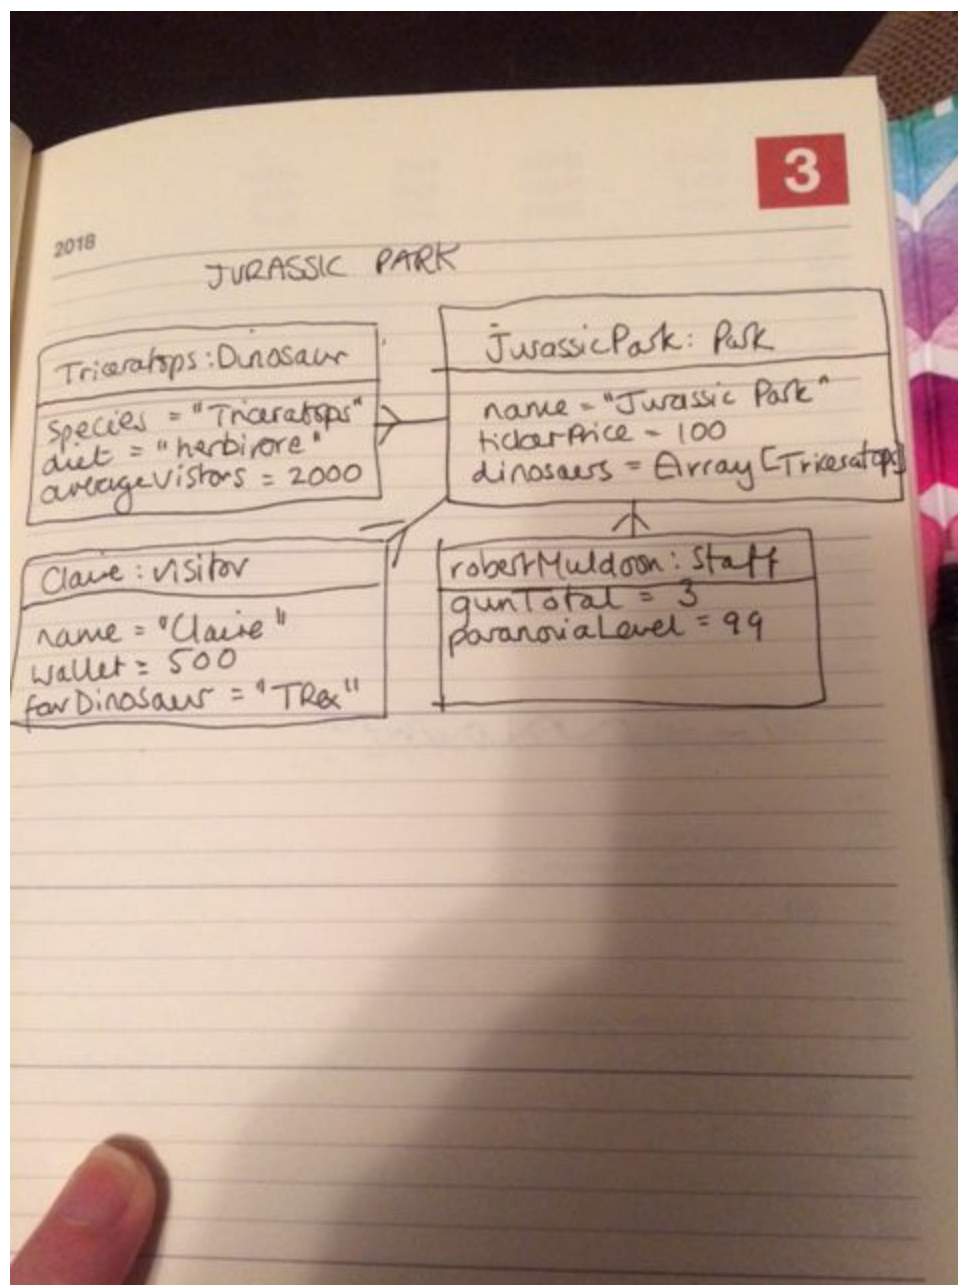 3
2018
JURASSIC PARK
Triceratops: Dinosaur
species = "Triceratops"
diet = "herbivore"
averageVistors = 2000
jurassicPark: Park
name = "Jurassic Park"
ticketPrice = 100
dinosaurs = Array [Triceratops]
Claire: visitor
name = "Claire"
wallet = 500
favDinosaur = "TRex"
robertMuldoon: Staff
gunTotal = 3
paranoiaLevel = 99